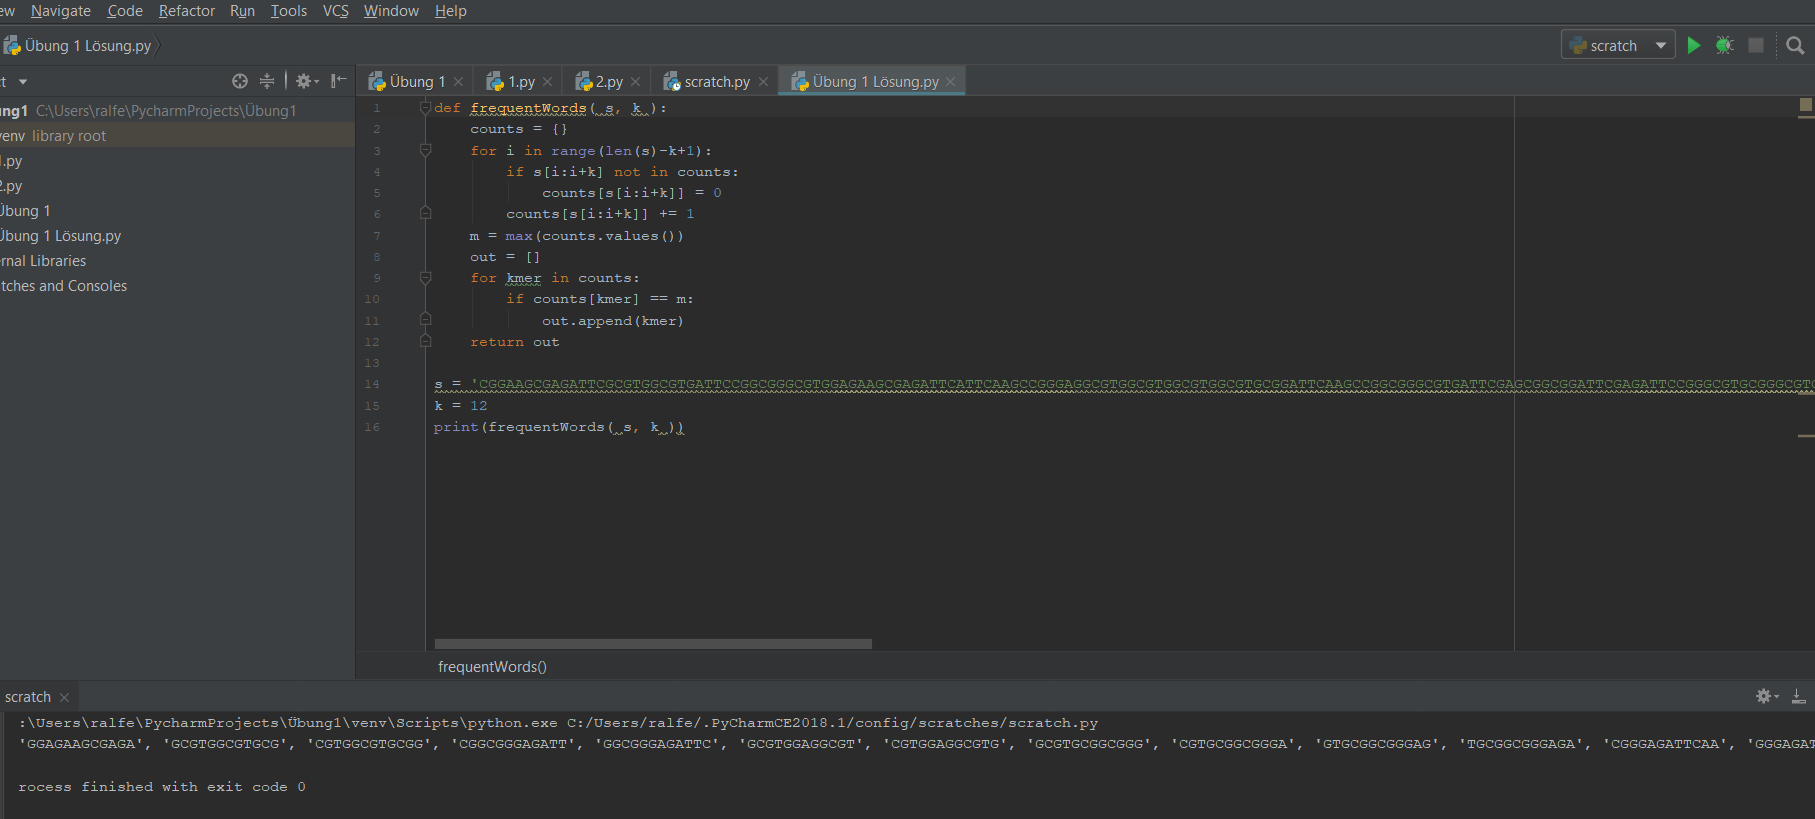 ew Navigate Code Refactor Run Tools VCS Window Help
Übung 1 Lösung.py
scratch
ct
Übung 1
1.py
2.py
scratch.py
Übung 1 Lösung.py
ung1 C:\Users\ralfe\PycharmProjects\Übung1
venv library root
1.py
2.py
Übung 1
Übung 1 Lösung.py
rnal Libraries
tches and Consoles
1 def frequentWords( s, k ):
2 counts = {}
3 for i in range(len(s)-k+1):
4 if s[i:i+k] not in counts:
5 counts[s[i:i+k]] = 0
6 counts[s[i:i+k]] += 1
7 m = max(counts.values())
8 out = []
9 for kmer in counts:
10 if counts[kmer] == m:
11 out.append(kmer)
12 return out
13
14 s = 'CGGAAGCGAGATTCGCGTGGCGTGATTCCGGCGGGCGTGGAGAAGCGAGATTCATTCAAGCCGGGAGGCGTGGCGTGGCGTGGCGTGCGGATTCAAGCCGGCGGGCGTGATTCGAGCGGCGGATTCGAGATTCCGGGCGTGCGGGCGTG
15 k = 12
16 print(frequentWords( s, k ))
frequentWords()
scratch
:\Users\ralfe\PycharmProjects\Übung1\venv\Scripts\python.exe C:/Users/ralfe/.PyCharmCE2018.1/config/scratches/scratch.py
'GGAGAAGCGAGA', 'GCGTGGCGTGCG', 'CGTGGCGTGCGG', 'CGGCGGGAGATT', 'GGCGGGAGATTC', 'GCGTGGAGGCGT', 'CGTGGAGGCGTG', 'GCGTGCGGCGGG', 'CGTGCGGCGGGA', 'GTGCGGCGGGAG', 'TGCGGCGGGAGA', 'CGGGAGATTCAA', 'GGGAGAT
rocess finished with exit code 0